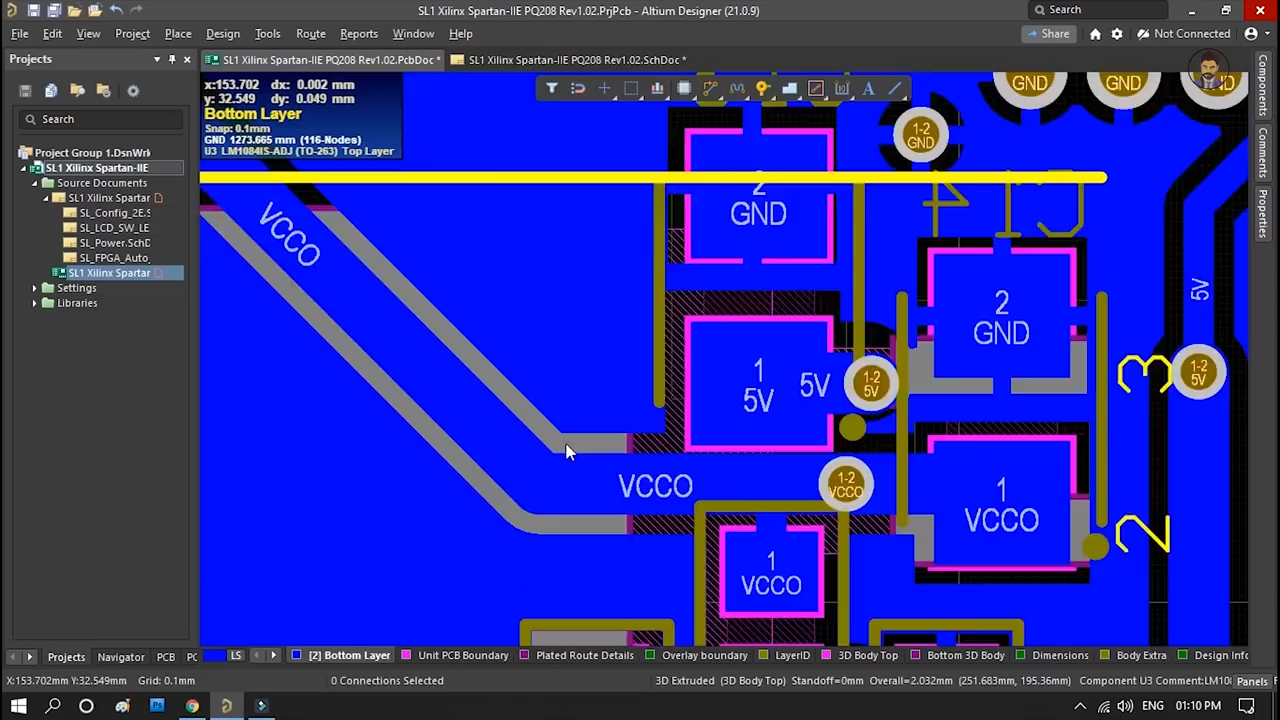 SL1 Xilinx Spartan-IIE PQ208 Rev1.02.PrjPcb - Altium Designer (21.0.9)
Search
File Edit View Project Place Design Tools Route Reports Window Help
Share
Not Connected
Projects
SL1 Xilinx Spartan-IIE PQ208 Rev1.02.PcbDoc *
SL1 Xilinx Spartan-IIE PQ208 Rev1.02.SchDoc *
Search
Project Group 1.DsnWrk
SL1 Xilinx Spartan-IIE
Source Documents
SL1 Xilinx Spartan
SL_Config_2E.S
SL_LCD_SW_LE
SL_Power.SchD
SL_FPGA_Auto_
SL1 Xilinx Spartan
Settings
Libraries
x:153.702 dx: 0.002 mm
y: 32.549 dy: 0.049 mm
Bottom Layer
Snap: 0.1mm
GND 1273.665 mm (116-Nodes)
U3 LM1084IS-ADJ (TO-263) Top Layer
GND
GND
GND
1-2
GND
2
GND
VCCO
2
GND
5V
1
5V
5V
1-2
5V
3
1-2
5V
VCCO
1-2
VCCO
1
VCCO
2
1
VCCO
Components
Comments
Properties
Projects Navigator PCB PC
LS
[2] Bottom Layer
Unit PCB Boundary
Plated Route Details
Overlay boundary
LayerID
3D Body Top
Bottom 3D Body
Dimensions
Body Extra
Design Info
X:153.702mm Y:32.549mm Grid: 0.1mm
0 Connections Selected
3D Extruded (3D Body Top) Standoff=0mm Overall=2.032mm (251.683mm, 195.36mm) Component U3 Comment:LM10
Panels
ENG
01:10 PM